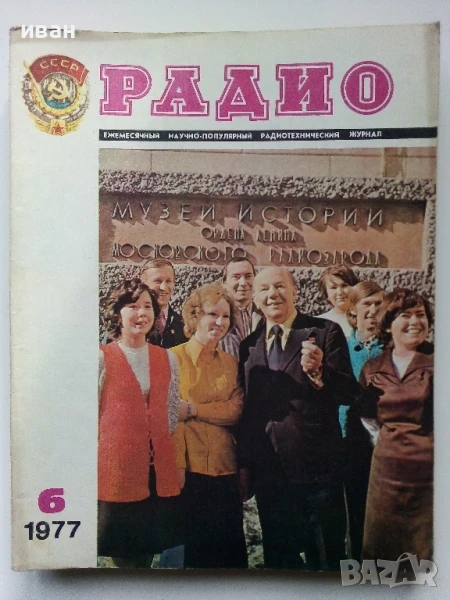 иван
СССР
РАДИО
ЕЖЕМЕСЯЧНЫЙ НАУЧНО-ПОПУЛЯРНЫЙ РАДИОТЕХНИЧЕСКИЙ ЖУРНАЛ
МУЗЕЙ ИСТОРИИ
ОРДЕНА ЛЕНИНА
МОСКОВСКОГО РАДИОЗАВОДА
6
1977
BAZAR